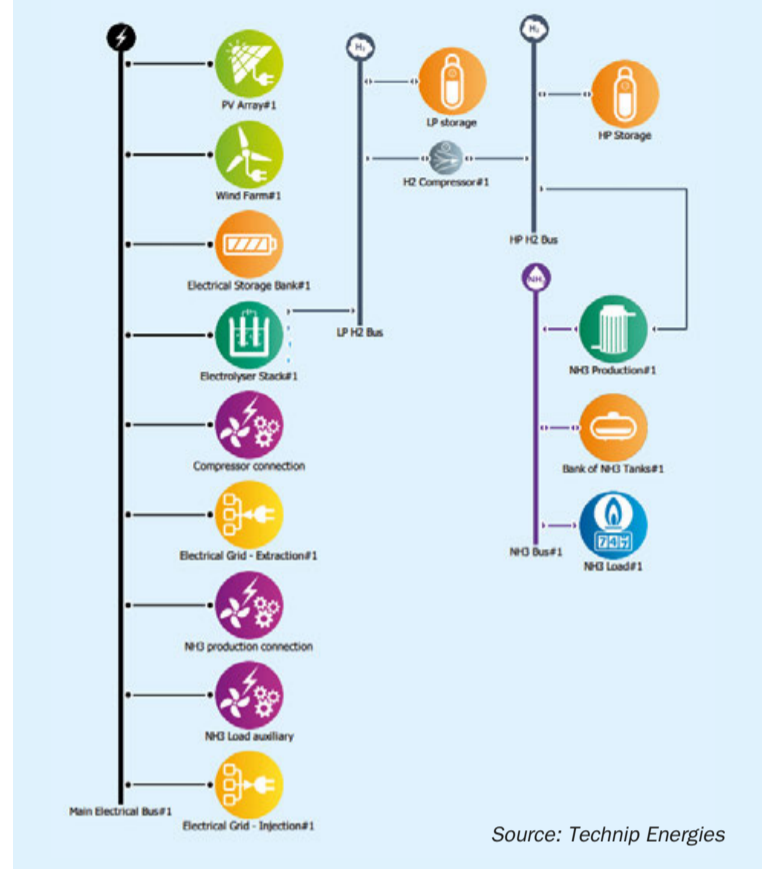 PV Array#1
Wind Farm#1
Electrical Storage Bank#1
Electrolyser Stack#1
Compressor connection
Electrical Grid - Extraction#1
NH3 production connection
NH3 Load auxiliary
Main Electrical Bus#1
Electrical Grid - Injection#1
H₂
LP storage
H2 Compressor#1
LP H2 Bus
H₂
HP Storage
HP H2 Bus
NH₃
NH3 Production#1
Bank of NH3 Tanks#1
NH3 Bus#1
NH3 Load#1
Source: Technip Energies